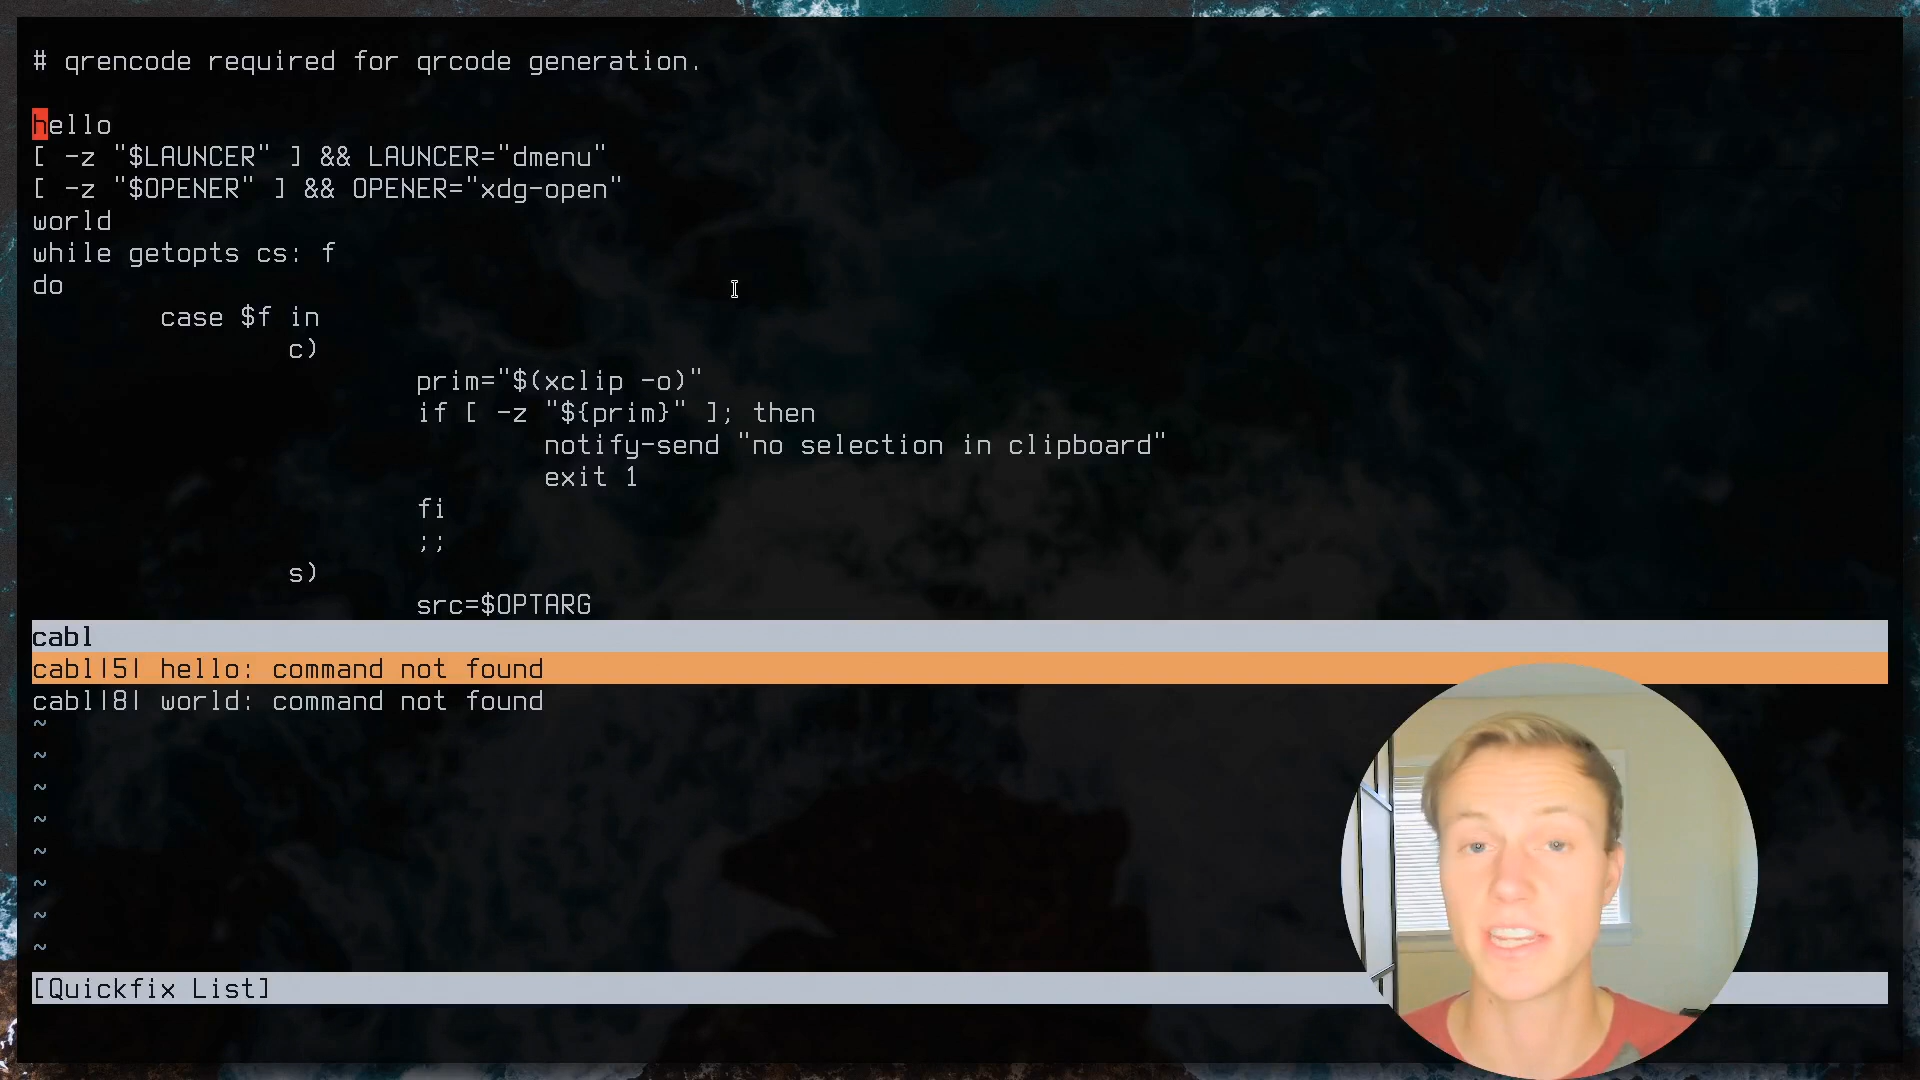 # qrencode required for qrcode generation.
hello
[ -z "$LAUNCER" ] && LAUNCER="dmenu"
[ -z "$OPENER" ] && OPENER="xdg-open"
world
while getopts cs: f
do
case $f in
c)
prim="$(xclip -o)"
if [ -z "${prim}" ]; then
notify-send "no selection in clipboard"
exit 1
fi
;;
s)
src=$OPTARG
cabl
cabl|5| hello: command not found
cabl|8| world: command not found
~
~
~
~
~
~
~
~
[Quickfix List]